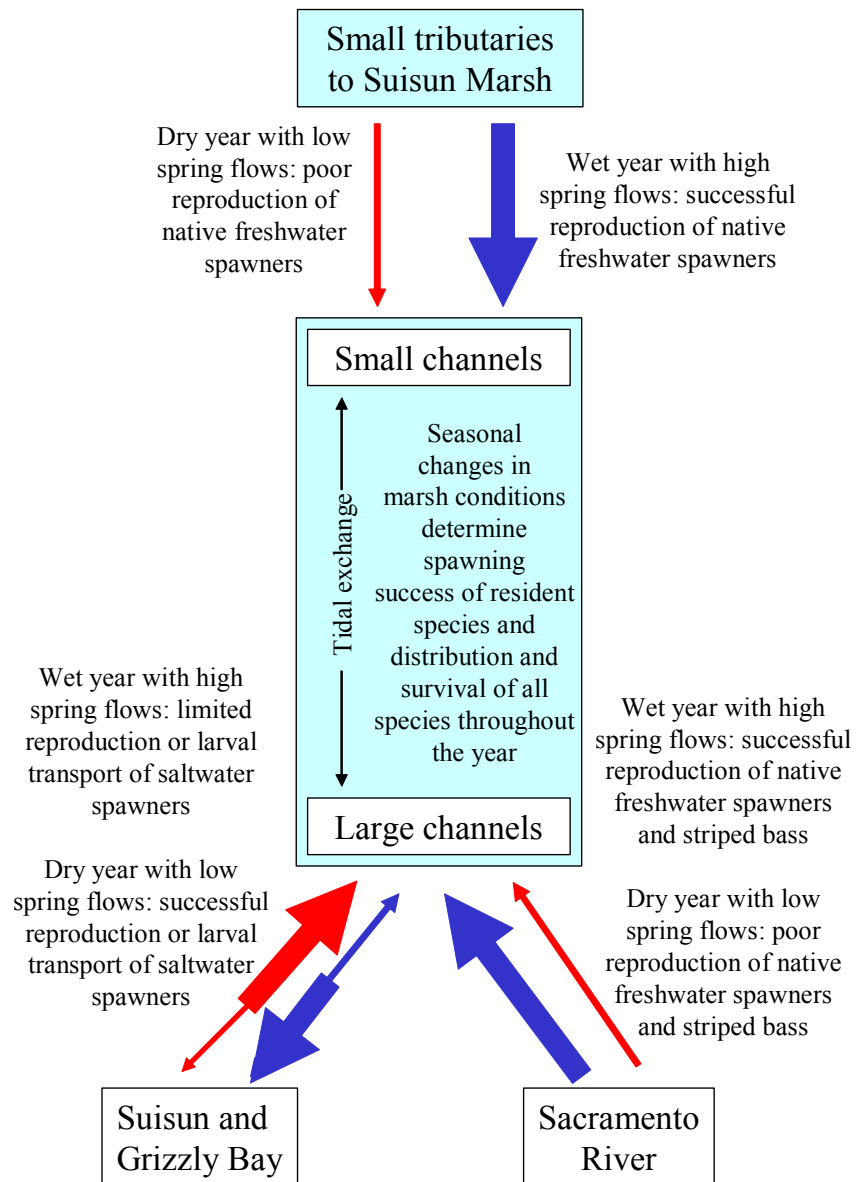 Small tributaries
to Suisun Marsh
Dry year with low
spring flows: poor
reproduction of
native freshwater
spawners
Wet year with high
spring flows: successful
reproduction of native
freshwater spawners
Small channels
Tidal exchange
Seasonal
changes in
marsh conditions
determine
spawning
success of resident
species and
distribution and
survival of all
species throughout
the year
Large channels
Wet year with high
spring flows: limited
reproduction or larval
transport of saltwater
spawners
Dry year with low
spring flows: successful
reproduction or larval
transport of saltwater
spawners
Wet year with high
spring flows: successful
reproduction of native
freshwater spawners
and striped bass
Dry year with low
spring flows: poor
reproduction of native
freshwater spawners
and striped bass
Suisun and
Grizzly Bay
Sacramento
River